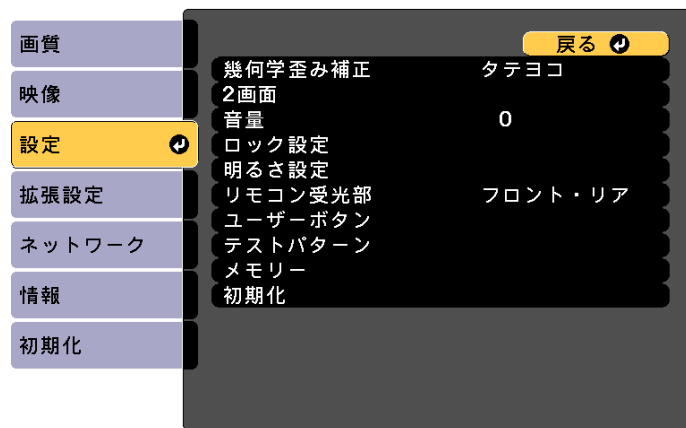 画質
映像
設定
拡張設定
ネットワーク
情報
初期化
戻る
幾何学歪み補正 タテヨコ
2画面
音量 0
ロック設定
明るさ設定
リモコン受光部 フロント・リア
ユーザーボタン
テストパターン
メモリー
初期化